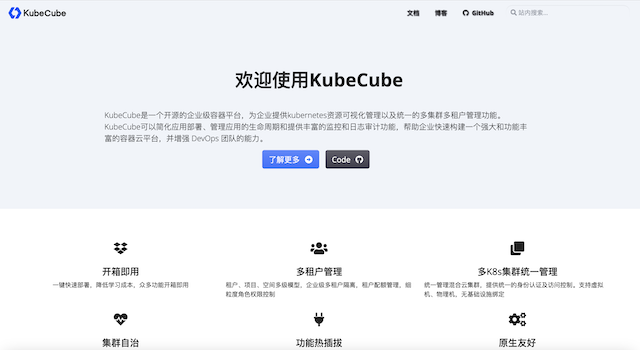 KubeCube
文档 博客 GitHub 站内搜索...
欢迎使用KubeCube
KubeCube是一个开源的企业级容器平台，为企业提供kubernetes资源可视化管理以及统一的多集群多租户管理功能。
KubeCube可以简化应用部署、管理应用的生命周期和提供丰富的监控和日志审计功能，帮助企业快速构建一个强大和功能丰
富的容器云平台，并增强 DevOps 团队的能力。
了解更多 Code
开箱即用
一键快速部署，降低学习成本，众多功能开箱即用
多租户管理
租户、项目、空间多级模型，企业级多租户隔离，租户配额管理，细
粒度角色权限控制
多K8s集群统一管理
统一管理混合云集群，提供统一的身份认证及访问控制。支持虚拟
机、物理机，无基础设施绑定
集群自治
功能热插拔
原生友好